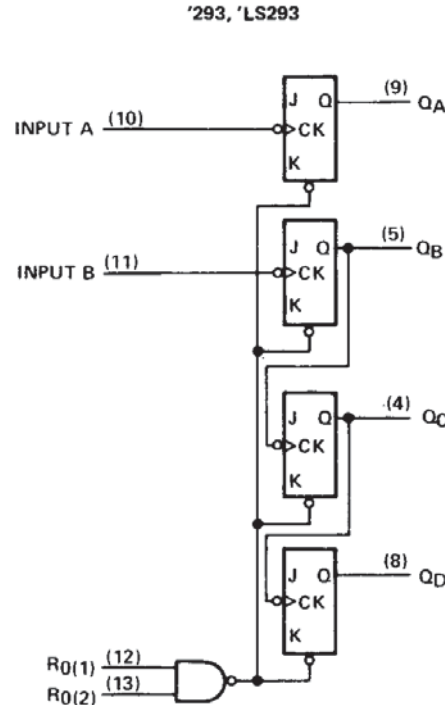 '293, 'LS293
J Q (9) QA
INPUT A (10) CK
K
J Q (5) QB
INPUT B (11) CK
K
J Q (4) QC
CK
K
J Q (8) QD
CK
K
R0(1) (12)
R0(2) (13)